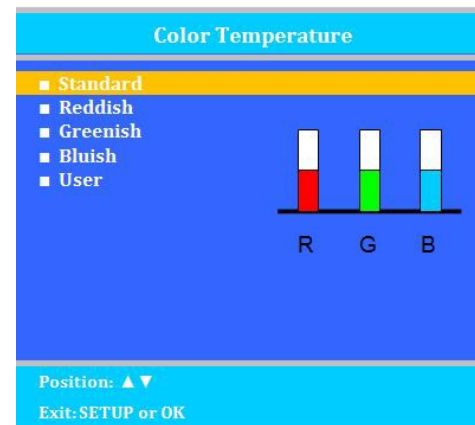 Color Temperature
■ Standard
■ Reddish
■ Greenish
■ Bluish
■ User
R G B
Position: ▲▼
Exit:SETUP or OK